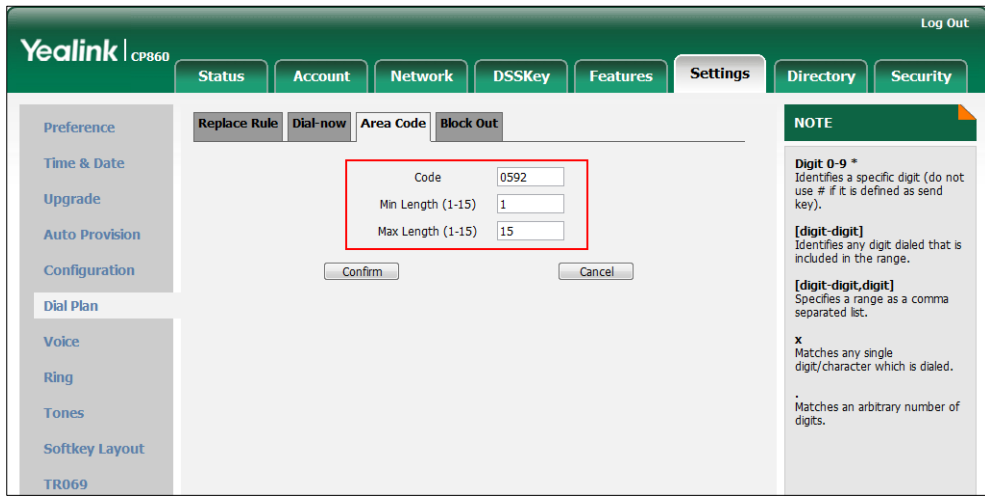 Log Out
Yealink CP860
Status Account Network DSSKey Features Settings Directory Security
Preference
Time & Date
Upgrade
Auto Provision
Configuration
Dial Plan
Voice
Ring
Tones
Softkey Layout
TR069
Replace Rule Dial-now Area Code Block Out
Code 0592
Min Length (1-15) 1
Max Length (1-15) 15
Confirm Cancel
NOTE
Digit 0-9 *
Identifies a specific digit (do not
use # if it is defined as send
key).
[digit-digit]
Identifies any digit dialed that is
included in the range.
[digit-digit,digit]
Specifies a range as a comma
separated list.
x
Matches any single
digit/character which is dialed.
.
Matches an arbitrary number of
digits.